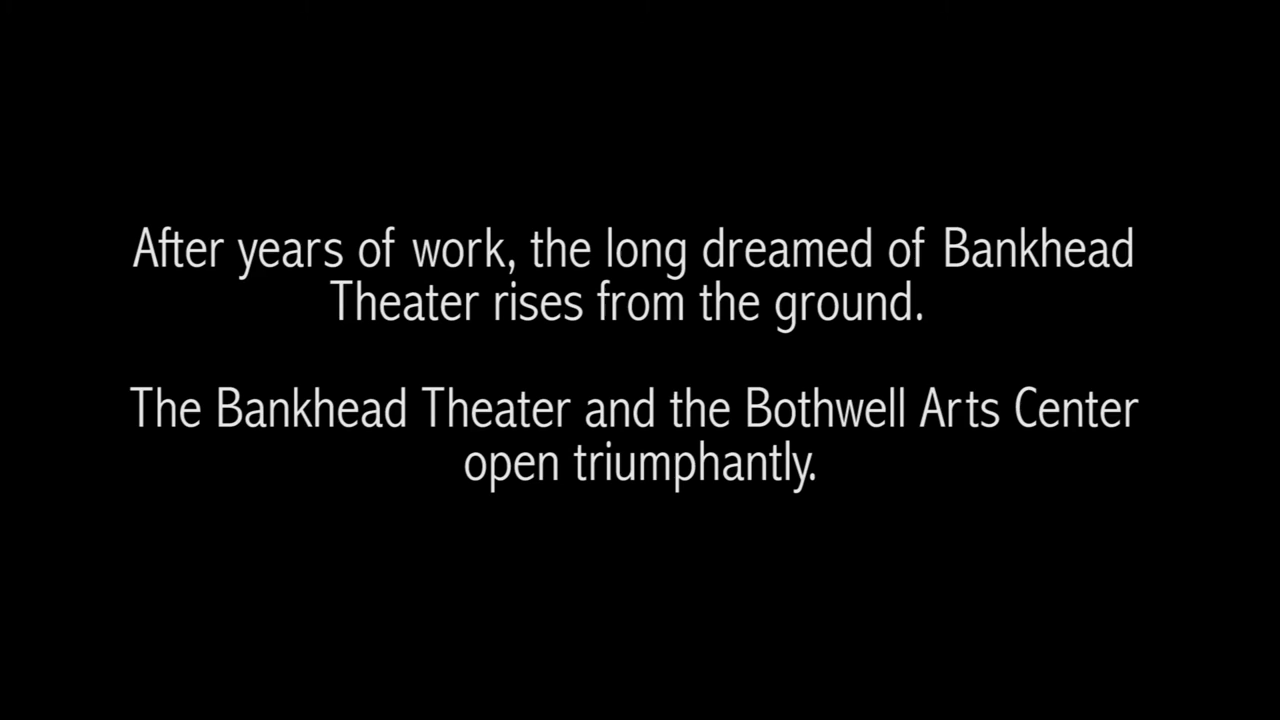 After years of work, the long dreamed of Bankhead
Theater rises from the ground.
The Bankhead Theater and the Bothwell Arts Center
open triumphantly.